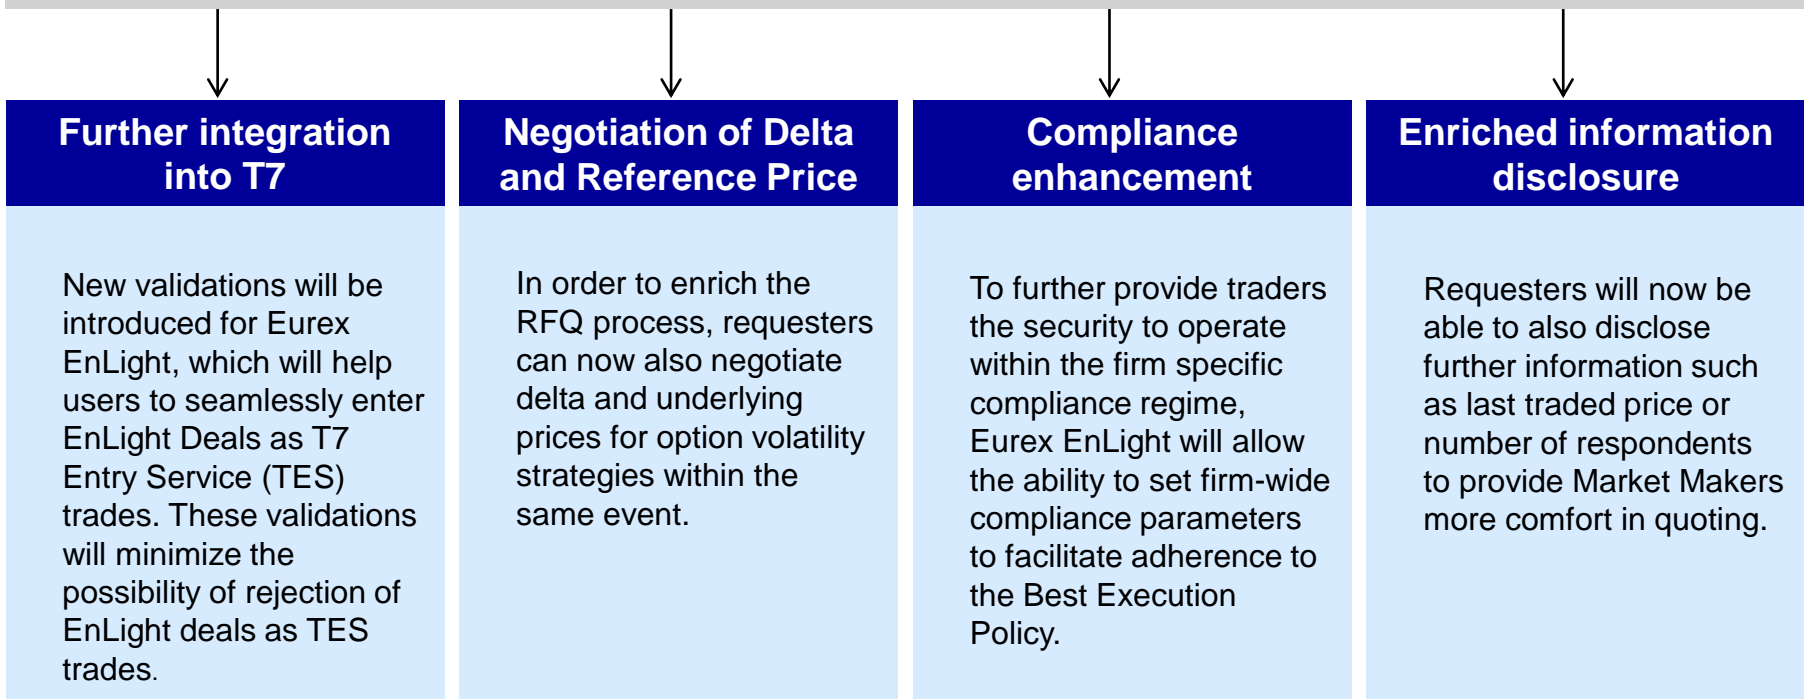 Further integration
into T7
New validations will be
introduced for Eurex
EnLight, which will help
users to seamlessly enter
EnLight Deals as T7
Entry Service (TES)
trades. These validations
will minimize the
possibility of rejection of
EnLight deals as TES
trades.
Negotiation of Delta
and Reference Price
In order to enrich the
RFQ process, requesters
can now also negotiate
delta and underlying
prices for option volatility
strategies within the
same event.
Compliance
enhancement
To further provide traders
the security to operate
within the firm specific
compliance regime,
Eurex EnLight will allow
the ability to set firm-wide
compliance parameters
to facilitate adherence to
the Best Execution
Policy.
Enriched information
disclosure
Requesters will now be
able to also disclose
further information such
as last traded price or
number of respondents
to provide Market Makers
more comfort in quoting.